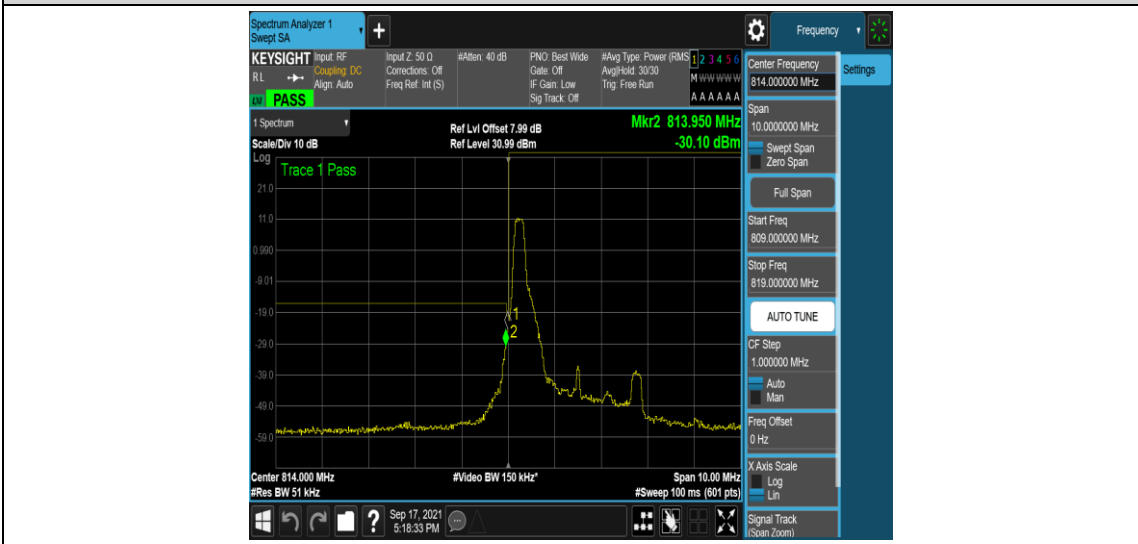 Spectrum Analyzer 1
Swept SA
+
Frequency
KEYSIGHT
RL
PASS
Input: RF
Coupling: DC
Align: Auto
Input Z: 50 Ω
Corrections: Off
Freq Ref: Int (S)
#Atten: 40 dB
PNO: Best Wide
Gate: Off
IF Gain: Low
Sig Track: Off
#Avg Type: Power (RMS
Avg|Hold: 30/30
Trig: Free Run
1 2 3 4 5 6
M W W W W W
A A A A A A
Center Frequency
814.000000 MHz
Settings
Span
10.0000000 MHz
Swept Span
Zero Span
Full Span
Start Freq
809.000000 MHz
Stop Freq
819.000000 MHz
AUTO TUNE
CF Step
1.000000 MHz
Auto
Man
Freq Offset
0 Hz
X Axis Scale
Log
Lin
Signal Track
(Span Zoom)
1 Spectrum
Scale/Div 10 dB
Ref Lvl Offset 7.99 dB
Ref Level 30.99 dBm
Mkr2 813.950 MHz
-30.10 dBm
Log
Trace 1 Pass
21.0
11.0
0.990
-9.01
-19.0
-29.0
-39.0
-49.0
-59.0
1
2
Center 814.000 MHz
#Res BW 51 kHz
#Video BW 150 kHz*
Span 10.00 MHz
#Sweep 100 ms (601 pts)
?
Sep 17, 2021
5:18:33 PM